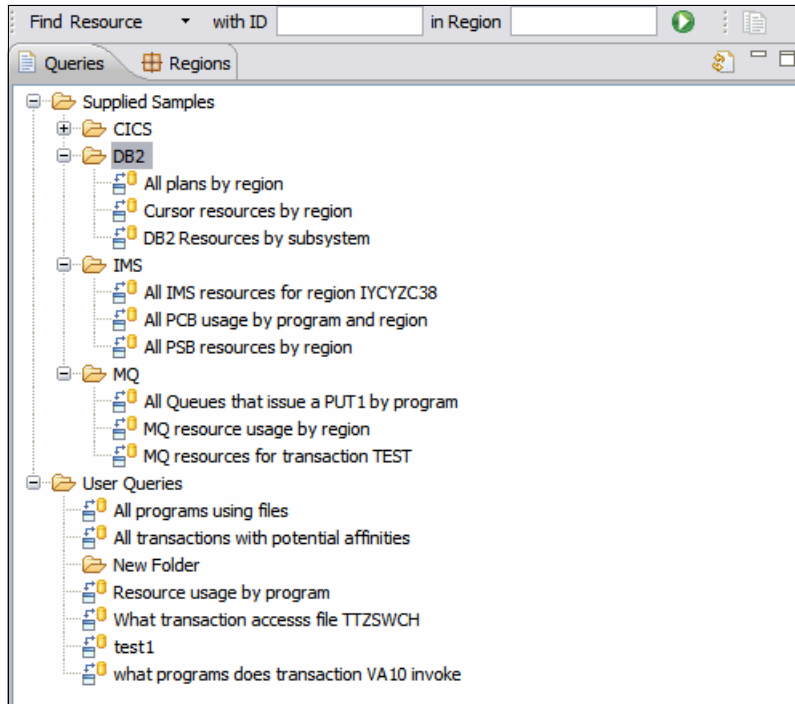 Find Resource with ID in Region
Queries Regions
Supplied Samples
CICS
DB2
All plans by region
Cursor resources by region
DB2 Resources by subsystem
IMS
All IMS resources for region IYCYZC38
All PCB usage by program and region
All PSB resources by region
MQ
All Queues that issue a PUT1 by program
MQ resource usage by region
MQ resources for transaction TEST
User Queries
All programs using files
All transactions with potential affinities
New Folder
Resource usage by program
What transaction accesss file TTZSWCH
test1
what programs does transaction VA10 invoke